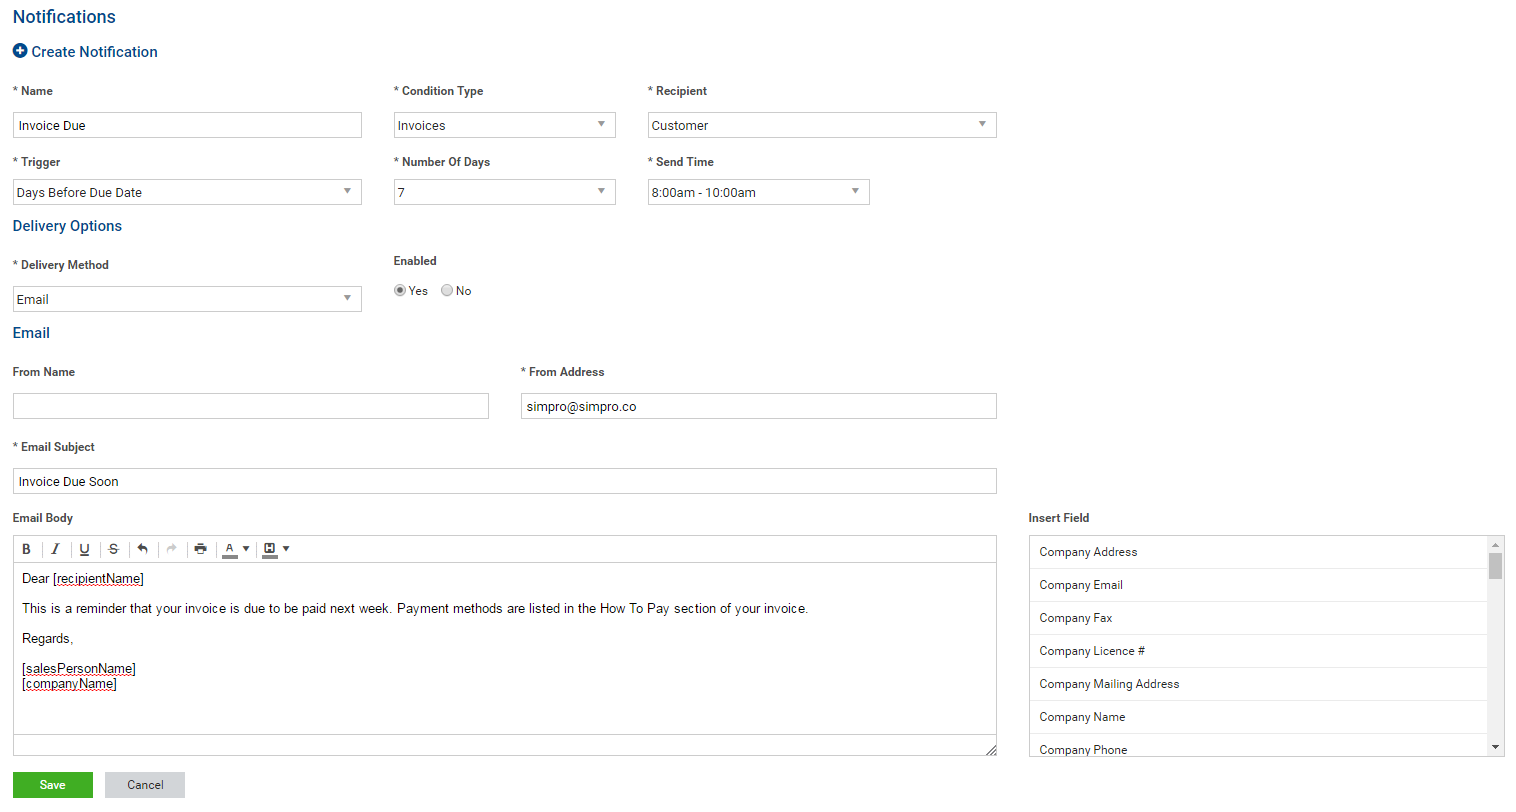 Notifications
Create Notification
* Name
* Condition Type
* Recipient
Invoice Due
Invoices
Customer
* Trigger
* Number Of Days
* Send Time
Days Before Due Date
7
8:00am - 10:00am
Delivery Options
* Delivery Method
Enabled
Email
Yes
No
Email
From Name
* From Address
simpro@simpro.co
* Email Subject
Invoice Due Soon
Email Body
Insert Field
B I U S A H
Dear [recipientName]
This is a reminder that your invoice is due to be paid next week. Payment methods are listed in the How To Pay section of your invoice.
Regards,
[salesPersonName]
[companyName]
Company Address
Company Email
Company Fax
Company Licence #
Company Mailing Address
Company Name
Company Phone
Save
Cancel